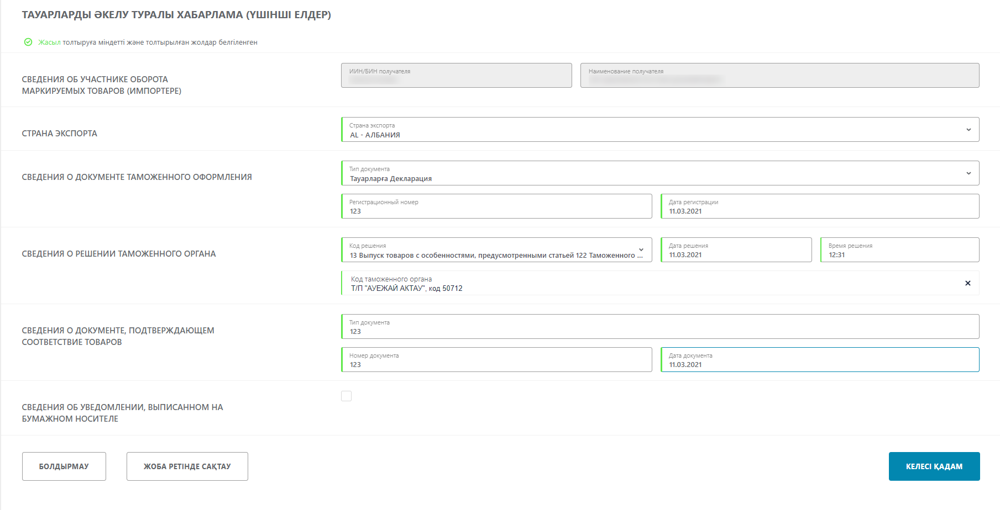 ТАУАРЛАРДЫ ӘКЕЛУ ТУРАЛЫ ХАБАРЛАМА (ҮШІНШІ ЕЛДЕР)
Жасыл толтыруға міндетті және толтырылған жолдар белгіленген
СВЕДЕНИЯ ОБ УЧАСТНИКЕ ОБОРОТА
МАРКИРУЕМЫХ ТОВАРОВ (ИМПОРТЕРЕ)
ИИН/БИН получателя
Наименование получателя
СТРАНА ЭКСПОРТА
Страна экспорта
AL - АЛБАНИЯ
СВЕДЕНИЯ О ДОКУМЕНТЕ ТАМОЖЕННОГО ОФОРМЛЕНИЯ
Тип документа
Тауарларға Декларация
Регистрационный номер
123
Дата регистрации
11.03.2021
СВЕДЕНИЯ О РЕШЕНИИ ТАМОЖЕННОГО ОРГАНА
Код решения
13 Выпуск товаров с особенностями, предусмотренными статьей 122 Таможенного ...
Дата решения
11.03.2021
Время решения
12:31
Код таможенного органа
Т/П "АУЕЖАЙ АКТАУ", код 50712
СВЕДЕНИЯ О ДОКУМЕНТЕ, ПОДТВЕРЖДАЮЩЕМ
СООТВЕТСТВИЕ ТОВАРОВ
Тип документа
123
Номер документа
123
Дата документа
11.03.2021
СВЕДЕНИЯ ОБ УВЕДОМЛЕНИИ, ВЫПИСАННОМ НА
БУМАЖНОМ НОСИТЕЛЕ
БОЛДЫРМАУ
ЖОБА РЕТІНДЕ САҚТАУ
КЕЛЕСІ ҚАДАМ